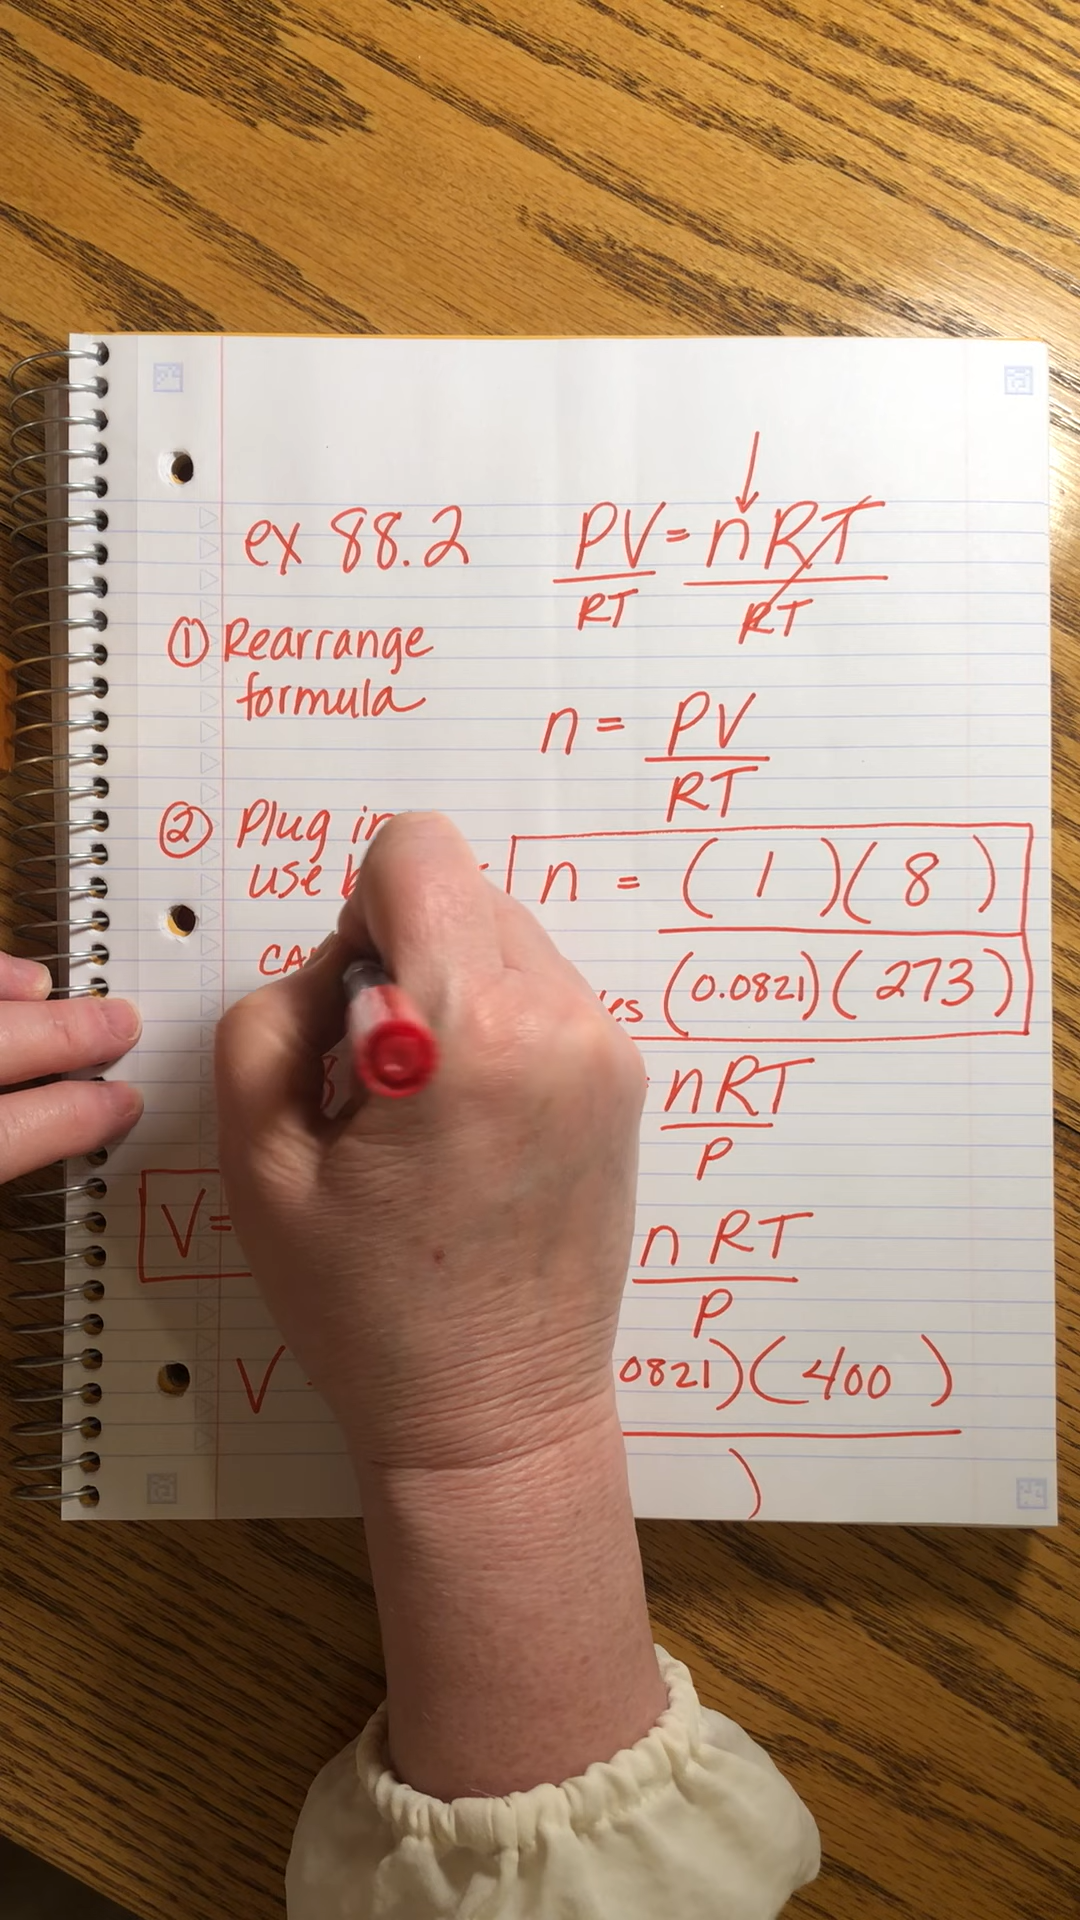 ex 88.2
PV = nRT
RT RT
① Rearrange
formula
n = PV
RT
② Plug in
use
n = ( 1 )( 8 )
(0.0821)( 273 )
nRT
P
V =
n RT
P
V
0821)( 400 )
)